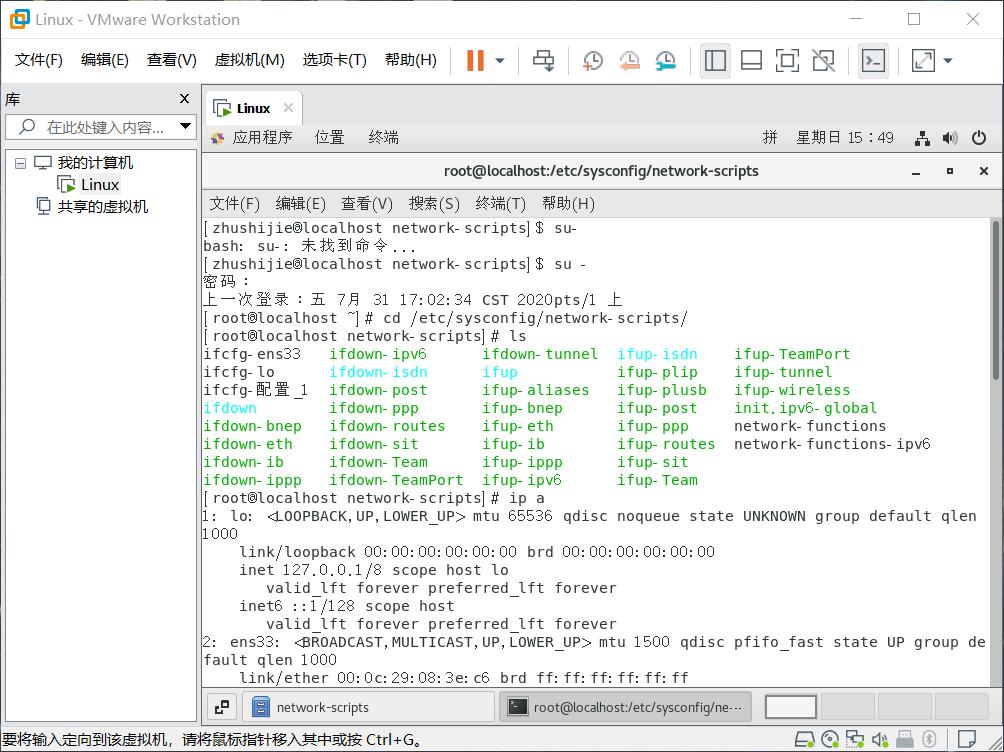 Linux - VMware Workstation
文件(F) 编辑(E) 查看(V) 虚拟机(M) 选项卡(T) 帮助(H)
库
在此处键入内容...
我的计算机
Linux
共享的虚拟机
Linux
应用程序 位置 终端 拼 星期日 15：49
root@localhost:/etc/sysconfig/network-scripts
文件(F) 编辑(E) 查看(V) 搜索(S) 终端(T) 帮助(H)
[zhushijie@localhost network-scripts]$ su-
bash: su-: 未找到命令...
[zhushijie@localhost network-scripts]$ su -
密码：
上一次登录：五 7月 31 17:02:34 CST 2020pts/1 上
[root@localhost ~]# cd /etc/sysconfig/network-scripts/
[root@localhost network-scripts]# ls
ifcfg-ens33 ifdown-ipv6 ifdown-tunnel ifup-isdn ifup-TeamPort
ifcfg-lo ifdown-isdn ifup ifup-plip ifup-tunnel
ifcfg-配置_1 ifdown-post ifup-aliases ifup-plusb ifup-wireless
ifdown ifdown-ppp ifup-bnep ifup-post init.ipv6-global
ifdown-bnep ifdown-routes ifup-eth ifup-ppp network-functions
ifdown-eth ifdown-sit ifup-ib ifup-routes network-functions-ipv6
ifdown-ib ifdown-Team ifup-ippp ifup-sit
ifdown-ippp ifdown-TeamPort ifup-ipv6 ifup-Team
[root@localhost network-scripts]# ip a
1: lo: <LOOPBACK,UP,LOWER_UP> mtu 65536 qdisc noqueue state UNKNOWN group default qlen
1000
link/loopback 00:00:00:00:00:00 brd 00:00:00:00:00:00
inet 127.0.0.1/8 scope host lo
valid_lft forever preferred_lft forever
inet6 ::1/128 scope host
valid_lft forever preferred_lft forever
2: ens33: <BROADCAST,MULTICAST,UP,LOWER_UP> mtu 1500 qdisc pfifo_fast state UP group de
fault qlen 1000
link/ether 00:0c:29:08:3e:c6 brd ff:ff:ff:ff:ff:ff
network-scripts root@localhost:/etc/sysconfig/ne···
要将输入定向到该虚拟机，请将鼠标指针移入其中或按 Ctrl+G。